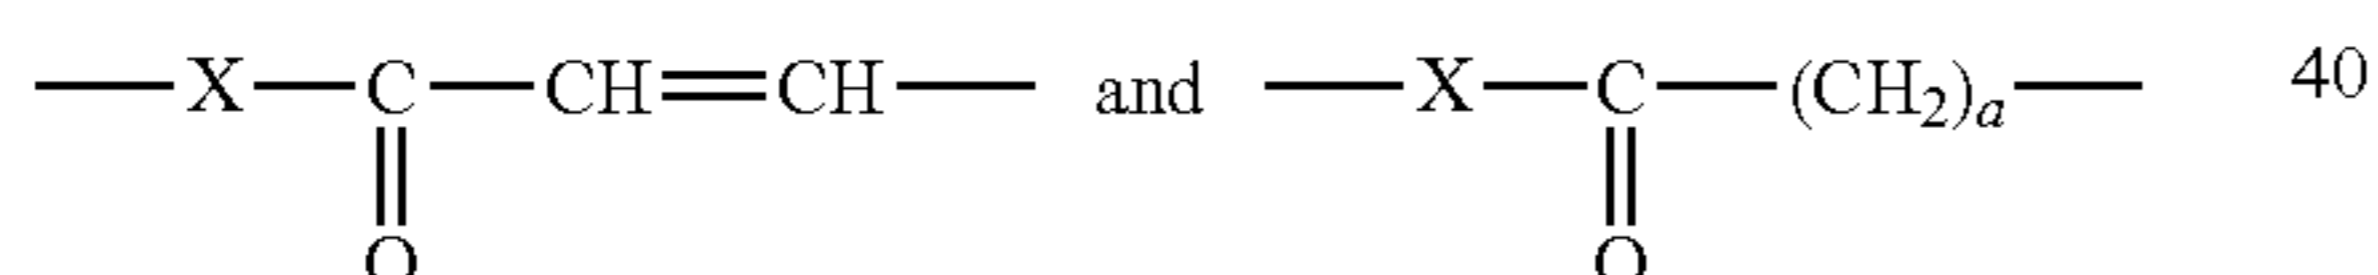 —X—C—CH=CH— and —X—C—(CH₂)ₐ— 40
O O